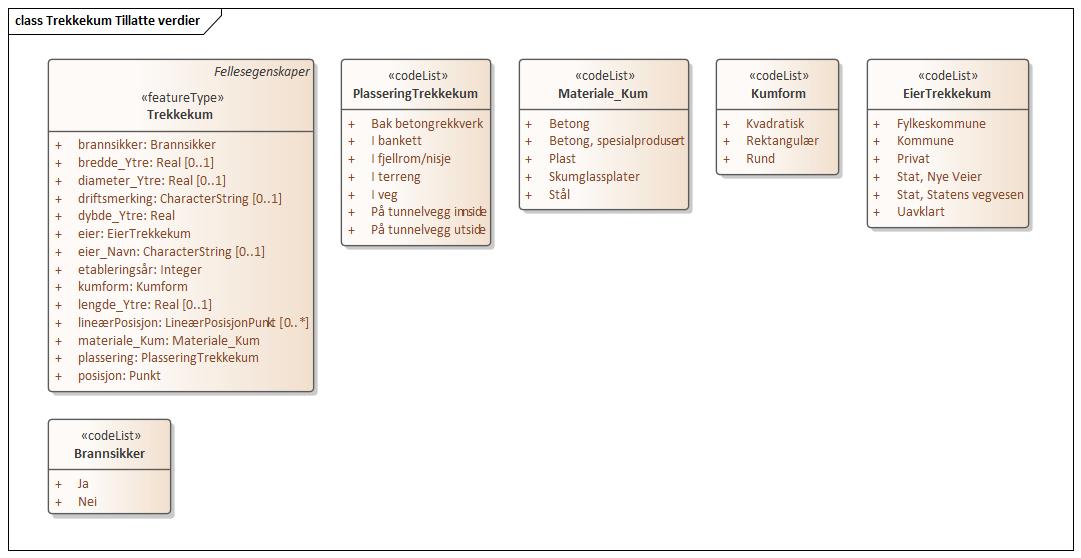 class Trekkekum Tillatte verdier
Fellesegenskaper
«featureType»
Trekkekum
+ brannsikker: Brannsikker
+ bredde_Ytre: Real [0..1]
+ diameter_Ytre: Real [0..1]
+ driftsmerking: CharacterString [0..1]
+ dybde_Ytre: Real
+ eier: EierTrekkekum
+ eier_Navn: CharacterString [0..1]
+ etableringsår: Integer
+ kumform: Kumform
+ lengde_Ytre: Real [0..1]
+ lineærPosisjon: LineærPosisjonPunkt [0..*]
+ materiale_Kum: Materiale_Kum
+ plassering: PlasseringTrekkekum
+ posisjon: Punkt
«codeList»
PlasseringTrekkekum
+ Bak betongrekkverk
+ I bankett
+ I fjellrom/nisje
+ I terreng
+ I veg
+ På tunnelvegg innside
+ På tunnelvegg utside
«codeList»
Materiale_Kum
+ Betong
+ Betong, spesialprodusert
+ Plast
+ Skumglassplater
+ Stål
«codeList»
Kumform
+ Kvadratisk
+ Rektangulær
+ Rund
«codeList»
EierTrekkekum
+ Fylkeskommune
+ Kommune
+ Privat
+ Stat, Nye Veier
+ Stat, Statens vegvesen
+ Uavklart
«codeList»
Brannsikker
+ Ja
+ Nei